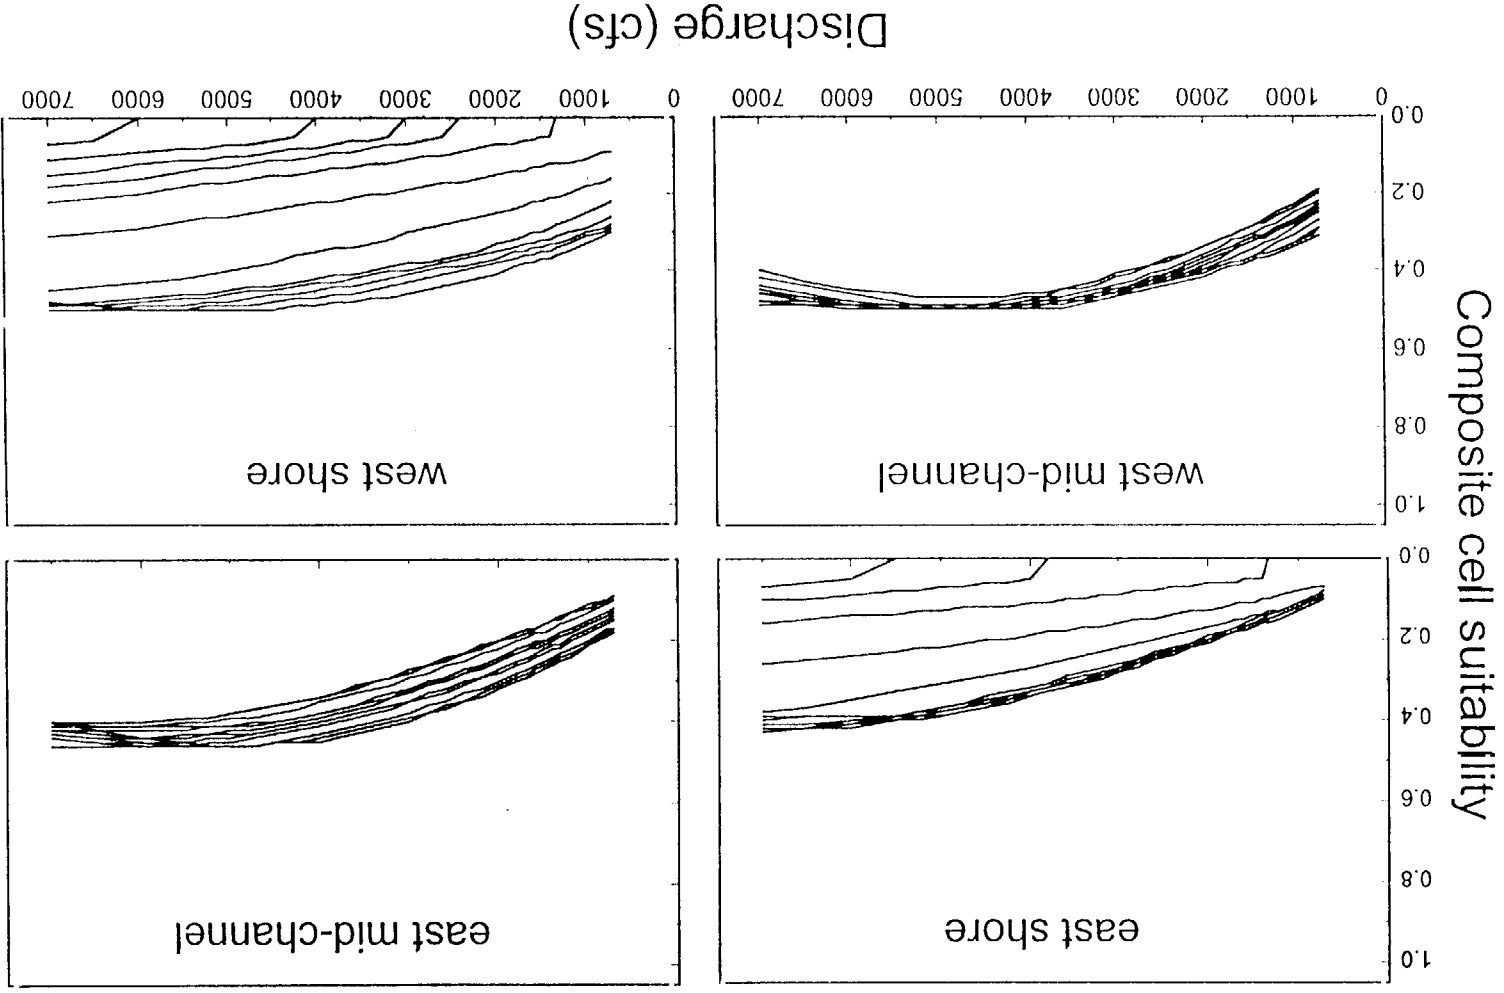 Composite cell suitability
1.0
east shore
east mid-channel
0.8
0.6
0.4
0.2
0.0
1.0
west mid-channel
west shore
0.8
0.6
0.4
0.2
0.0
0 1000 2000 3000 4000 5000 6000 7000
0 1000 2000 3000 4000 5000 6000 7000
Discharge (cfs)